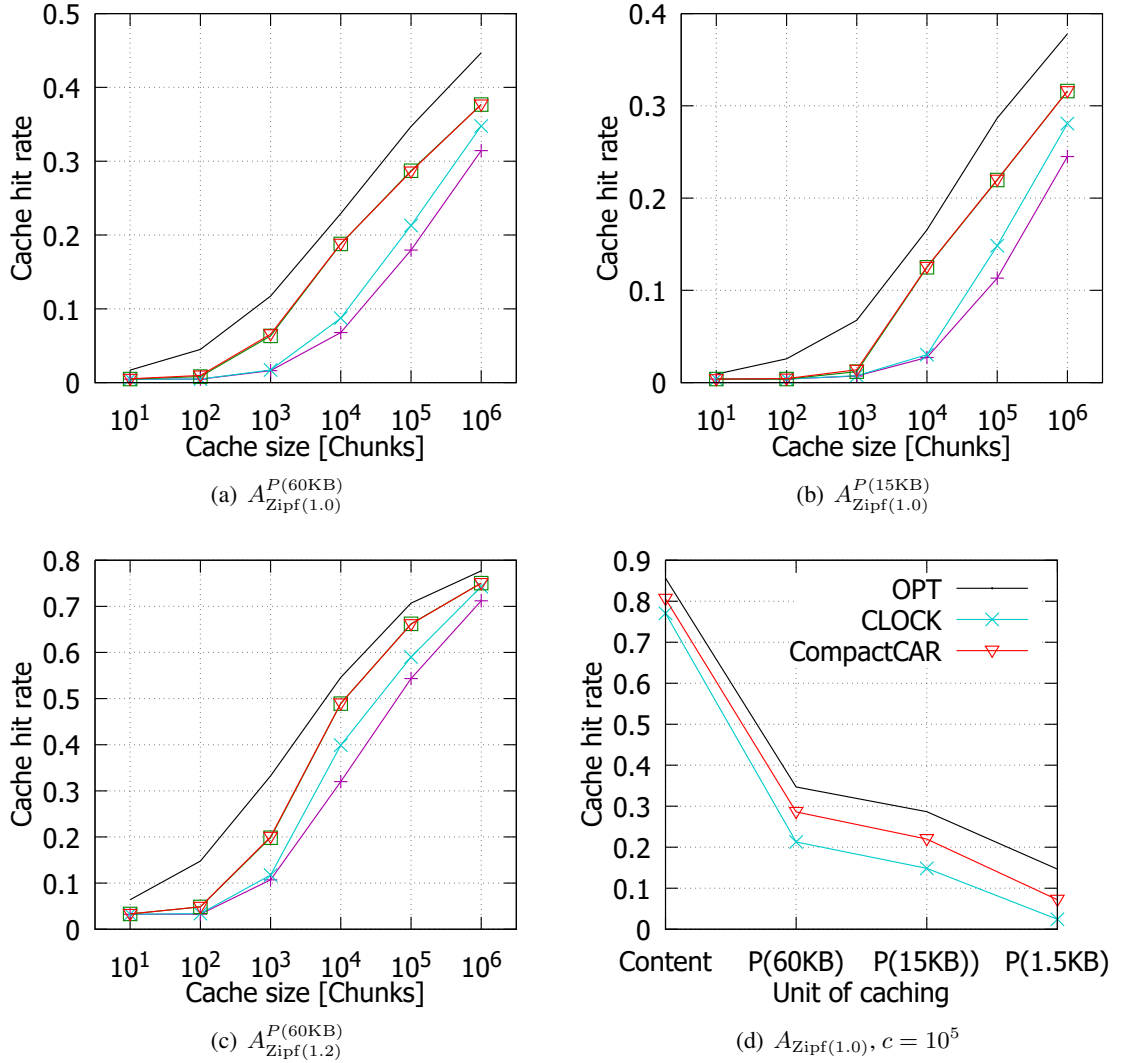 0.5
0.4
0.3
0.2
0.1
0
Cache hit rate
10^1 10^2 10^3 10^4 10^5 10^6
Cache size [Chunks]
(a) A_{Zipf(1.0)}^{P(60KB)}
0.4
0.3
0.2
0.1
0
Cache hit rate
10^1 10^2 10^3 10^4 10^5 10^6
Cache size [Chunks]
(b) A_{Zipf(1.0)}^{P(15KB)}
0.8
0.7
0.6
0.5
0.4
0.3
0.2
0.1
0
Cache hit rate
10^1 10^2 10^3 10^4 10^5 10^6
Cache size [Chunks]
(c) A_{Zipf(1.2)}^{P(60KB)}
0.9
0.8
0.7
0.6
0.5
0.4
0.3
0.2
0.1
0
Cache hit rate
OPT
CLOCK
CompactCAR
Content P(60KB) P(15KB)) P(1.5KB)
Unit of caching
(d) A_{Zipf(1.0)}, c = 10^5